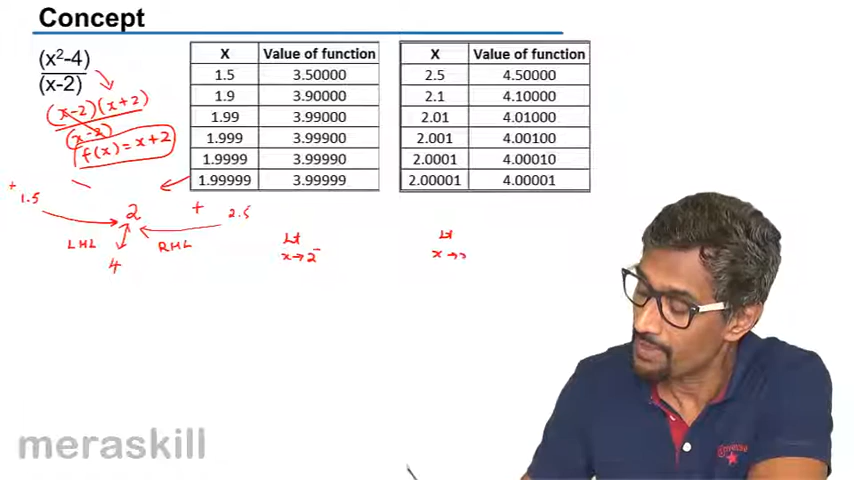 Concept
(x²-4)
(x-2)
(x-2)(x+2)
(x-2)
f(x) = x+2
X Value of function
1.5 3.50000
1.9 3.90000
1.99 3.99000
1.999 3.99900
1.9999 3.99990
1.99999 3.99999
X Value of function
2.5 4.50000
2.1 4.10000
2.01 4.01000
2.001 4.00100
2.0001 4.00010
2.00001 4.00001
+
1.5
2
+
2.5
LHL
RHL
4
Lt
x→2⁻
Lt
x→
meraskill